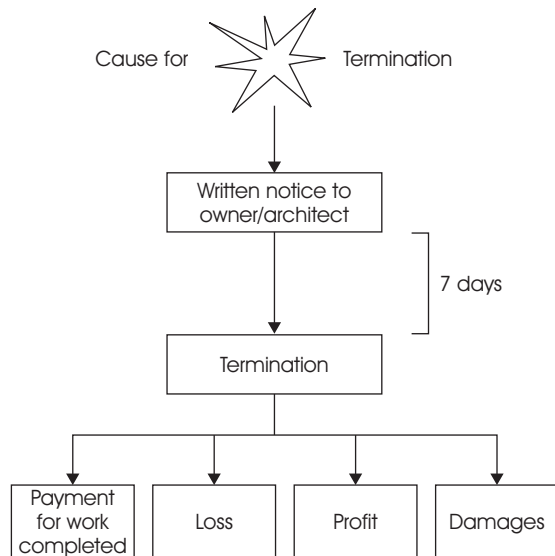 Cause for Termination
Written notice to
owner/architect
7 days
Termination
Payment
for work
completed
Loss
Profit
Damages